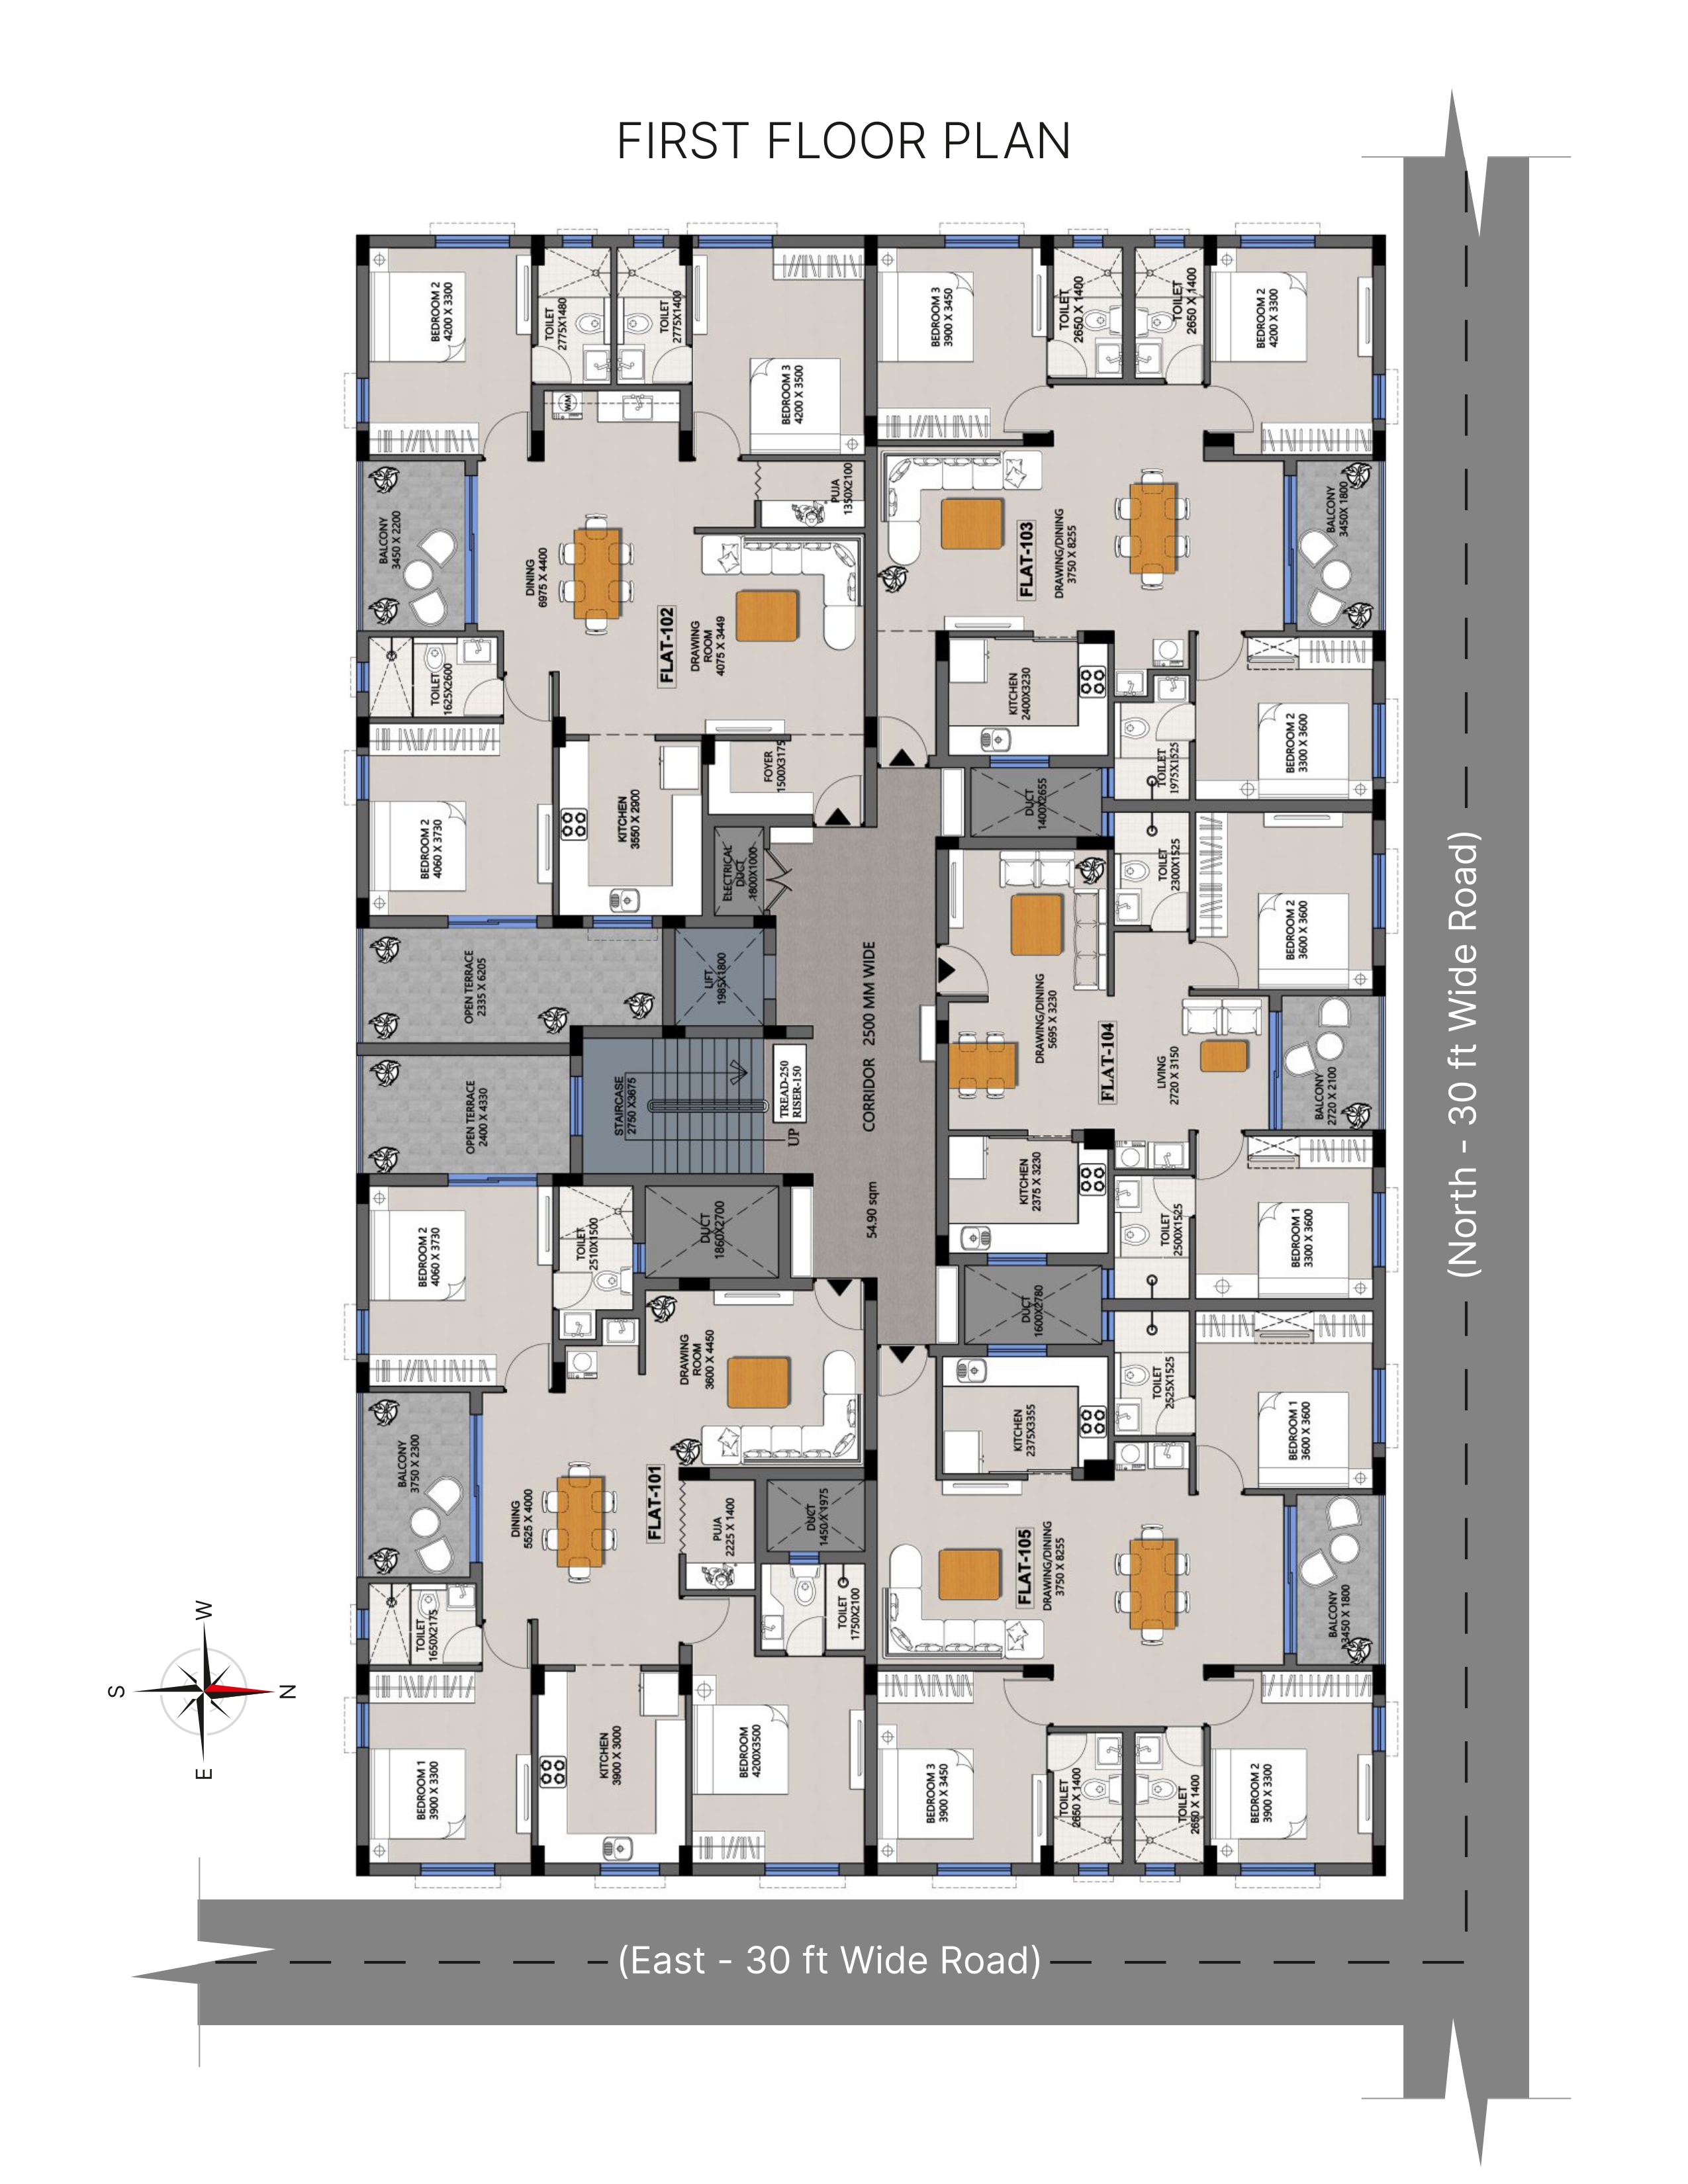 FIRST FLOOR PLAN
BEDROOM 2
4200 X 3300
TOILET
2775X1480
TOILET
2775X1400
BEDROOM 3
4200 X 3500
BEDROOM 3
3900 X 3450
TOILET
2650 X 1400
TOILET
2650 X 1400
BEDROOM 2
4200 X 3300
WM
BALCONY
3450 X 2200
DINING
6975 X 4400
PUJA
1350X2100
FLAT-102
DRAWING
ROOM
4075 X 3449
FLAT-103
DRAWING/DINING
3750 X 8255
BALCONY
3450X 1800
TOILET
1625X2600
KITCHEN
2400X3230
BEDROOM 2
3300 X 3600
TOILET
1975X1525
FOYER
1500X3175
DUCT
1400X2655
BEDROOM 2
4060 X 3730
KITCHEN
3550 X 2900
ELECTRICAL
DUCT
1800X1000
TOILET
2300X1525
BEDROOM 2
3600 X 3600
OPEN TERRACE
2335 X 6205
LIFT
1985X1800
CORRIDOR 2500 MM WIDE
54.90 sqm
DRAWING/DINING
5695 X 3230
FLAT-104
LIVING
2720 X 3150
BALCONY
2720 X 2100
OPEN TERRACE
2400 X 4330
STAIRCASE
2750 X3675
TREAD-250
RISER-150
UP
KITCHEN
2375 X 3230
BEDROOM 2
4060 X 3730
TOILET
2510X1500
DUCT
1860X2700
TOILET
2500X1525
BEDROOM 1
3300 X 3600
DUCT
1600X2780
DRAWING
ROOM
3600 X 4450
TOILET
2525X1525
BEDROOM 1
3600 X 3600
KITCHEN
2375X3355
BALCONY
3750 X 2300
DINING
5525 X 4000
FLAT-101
PUJA
2225 X 1400
DUCT
1450X1975
FLAT-105
DRAWING/DINING
3750 X 8255
BALCONY
3450 X 1800
TOILET
1650X2175
TOILET
1750X2100
BEDROOM 1
3900 X 3300
KITCHEN
3900 X 3000
BEDROOM
4200X3500
BEDROOM 3
3900 X 3450
TOILET
2650 X 1400
TOILET
2650 X 1400
BEDROOM 2
3900 X 3300
W
S
N
E
(North - 30 ft Wide Road)
(East - 30 ft Wide Road)